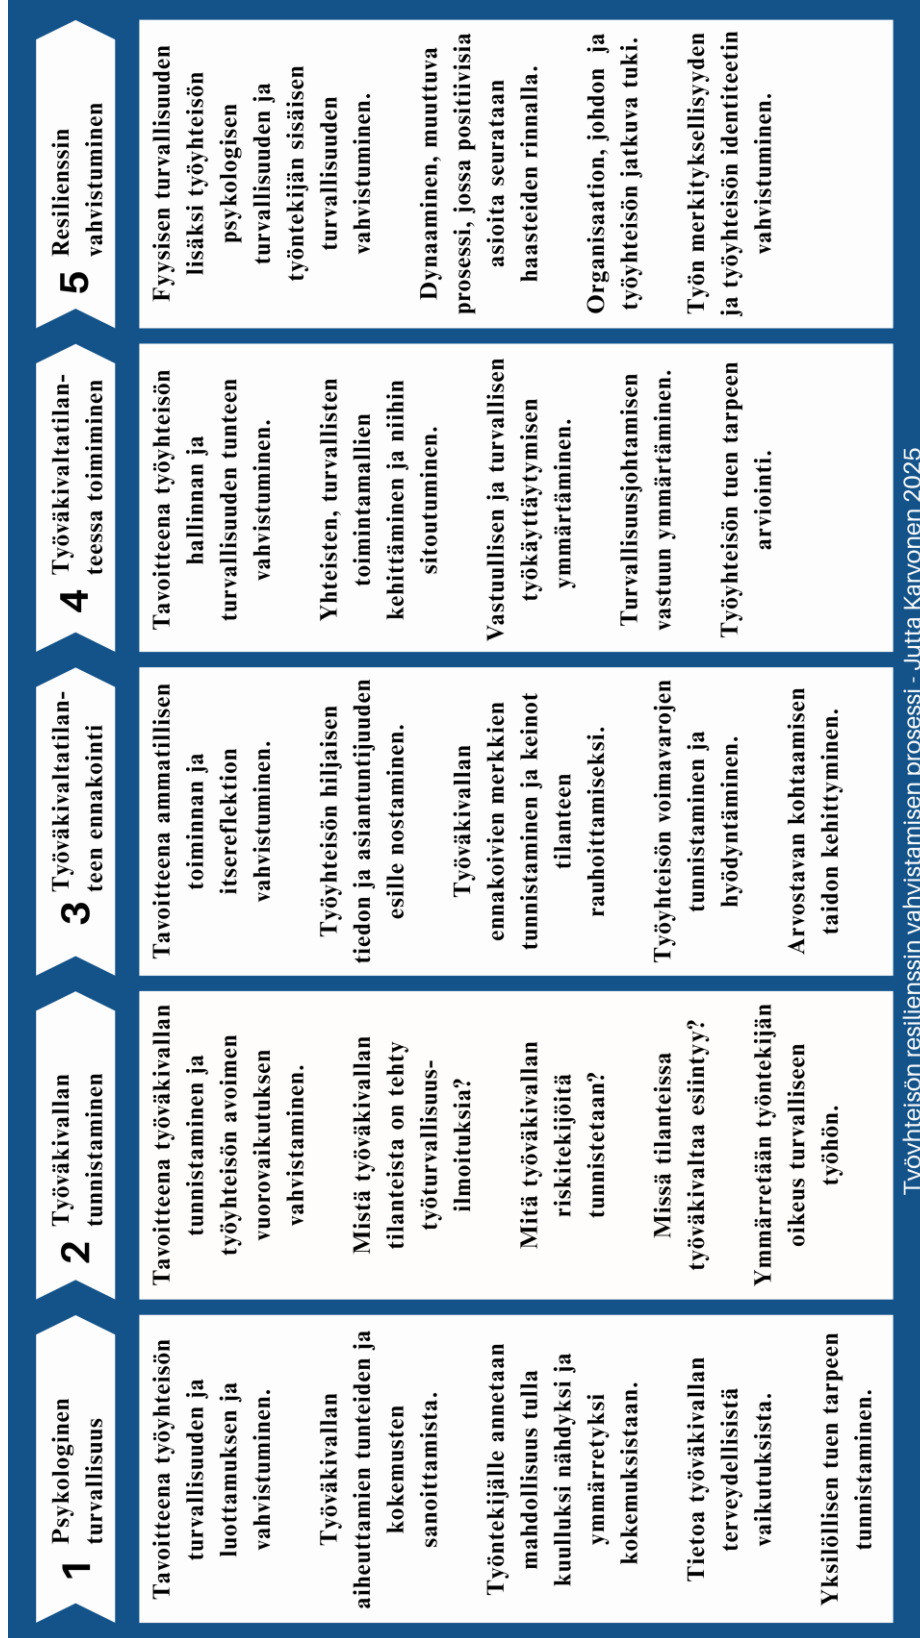 1 Psykologinen
turvallisuus
Tavoitteena työyhteisön
turvallisuuden ja
luottamuksen ja
vahvistuminen.
Työväkivallan
aiheuttamien tunteiden ja
kokemusten
sanoittamista.
Työntekijälle annetaan
mahdollisuus tulla
kuulluksi nähdyksi ja
ymmärretyksi
kokemuksistaan.
Tietoa työväkivallan
terveydellisistä
vaikutuksista.
Yksilöllisen tuen tarpeen
tunnistaminen.
2 Työväkivallan
tunnistaminen
Tavoitteena työväkivallan
tunnistaminen ja
työyhteisön avoimen
vuorovaikutuksen
vahvistaminen.
Mistä työväkivallan
tilanteista on tehty
työturvallisuus-
ilmoituksia?
Mitä työväkivallan
riskitekijöitä
tunnistetaan?
Missä tilanteissa
työväkivaltaa esiintyy?
Ymmärretään työntekijän
oikeus turvalliseen
työhön.
3 Työväkivaltatilan-
teen ennakointi
Tavoitteena ammatillisen
toiminnan ja
itsereflektion
vahvistuminen.
Työyhteisön hiljaisen
tiedon ja asiantuntijuuden
esille nostaminen.
Työväkivallan
ennakoivien merkkien
tunnistaminen ja keinot
tilanteen
rauhoittamiseksi.
Työyhteisön voimavarojen
tunnistaminen ja
hyödyntäminen.
Arvostavan kohtaamisen
taidon kehittyminen.
4 Työväkivaltatilan-
teessa toimiminen
Tavoitteena työyhteisön
hallinnan ja
turvallisuuden tunteen
vahvistuminen.
Yhteisten, turvallisten
toimintamallien
kehittäminen ja niihin
sitoutuminen.
Vastuullisen ja turvallisen
työkäyttäytymisen
ymmärtäminen.
Turvallisuusjohtamisen
vastuun ymmärtäminen.
Työyhteisön tuen tarpeen
arviointi.
5 Resilienssin
vahvistuminen
Fyysisen turvallisuuden
lisäksi työyhteisön
psykologisen
turvallisuuden ja
työntekijän sisäisen
turvallisuuden
vahvistuminen.
Dynaaminen, muuttuva
prosessi, jossa positiivisia
asioita seurataan
haasteiden rinnalla.
Organisaation, johdon ja
työyhteisön jatkuva tuki.
Työn merkityksellisyyden
ja työyhteisön identiteetin
vahvistuminen.
Työyhteisön resilienssin vahvistamisen prosessi - Jutta Karvonen 2025